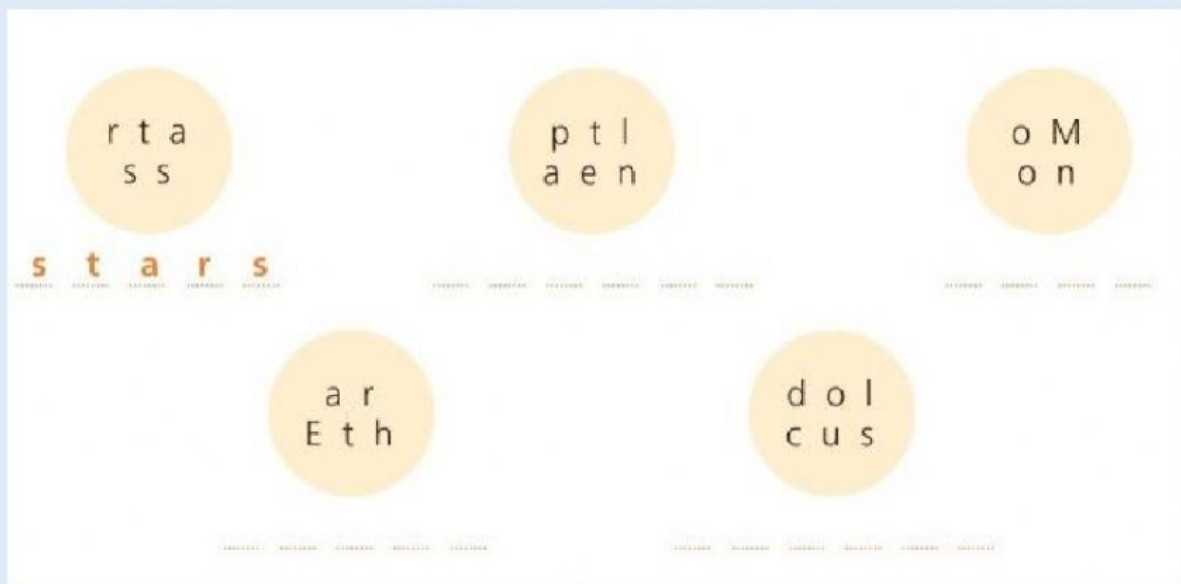 r t a
s s
s t a r s
p t l
a e n
o M
o n
a r
E t h
d o l
c u s